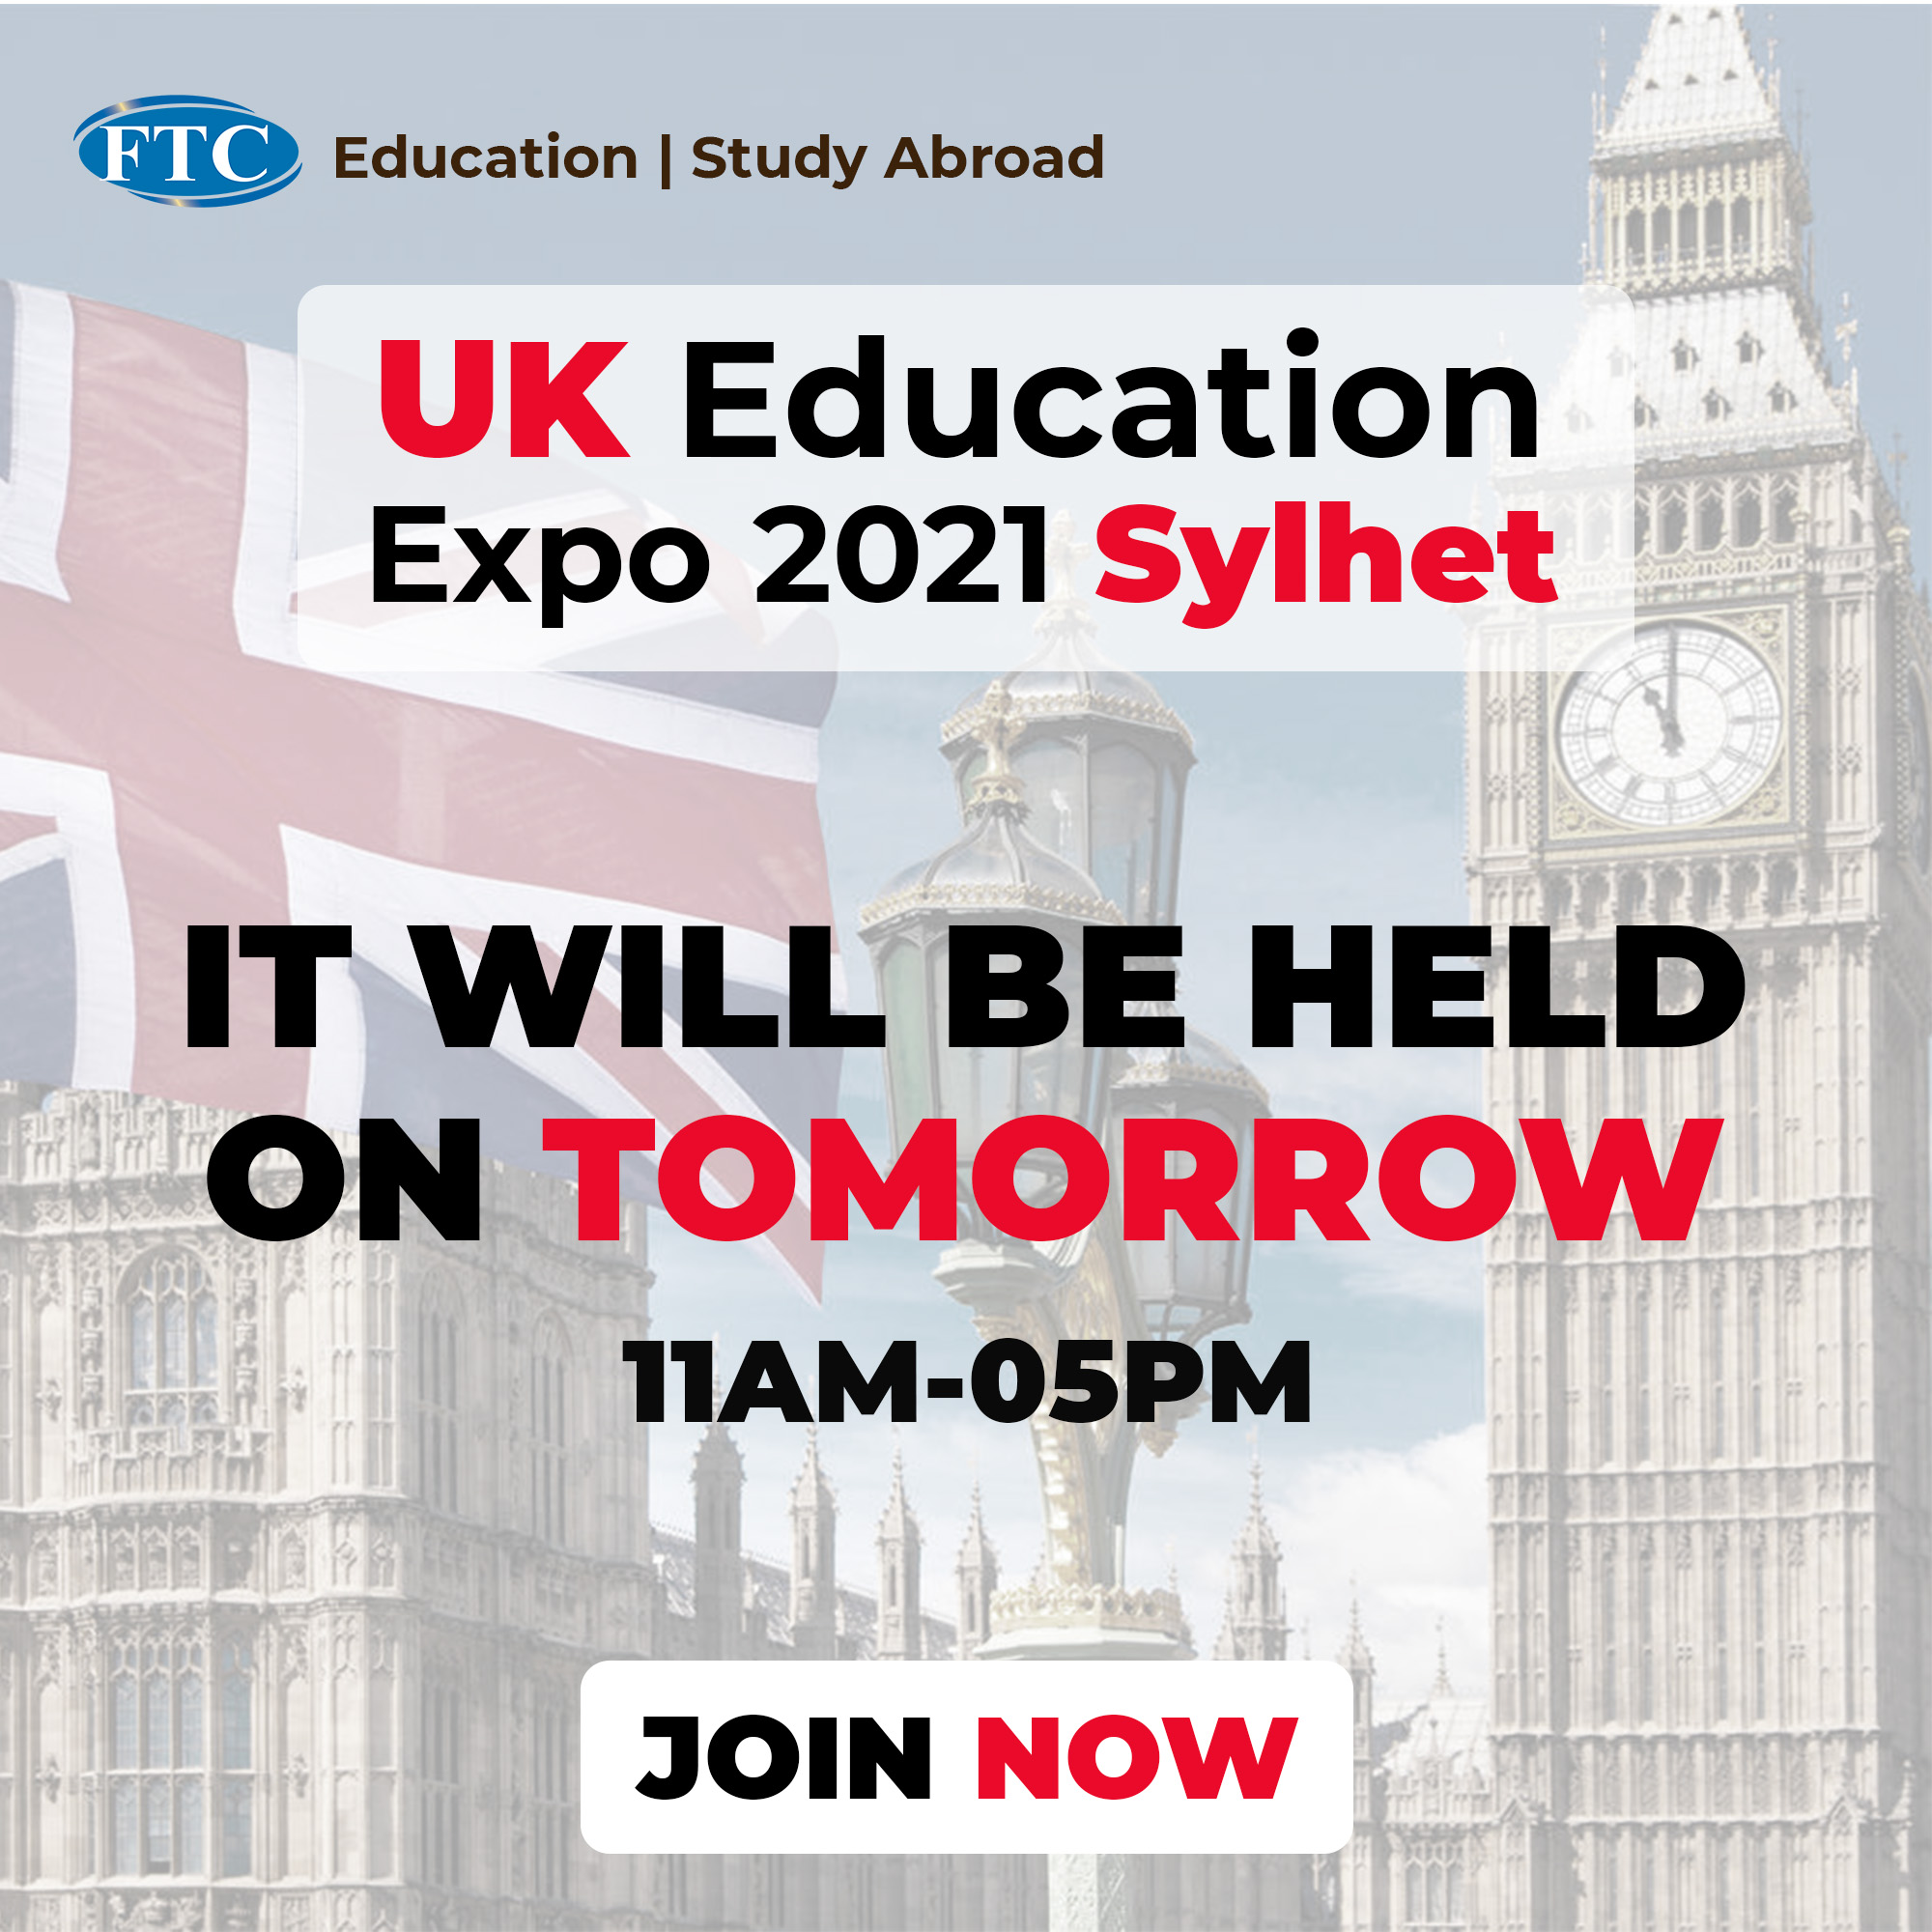 FTC Education | Study Abroad
UK Education
Expo 2021 Sylhet
IT WILL BE HELD
ON TOMORROW
11AM-05PM
JOIN NOW